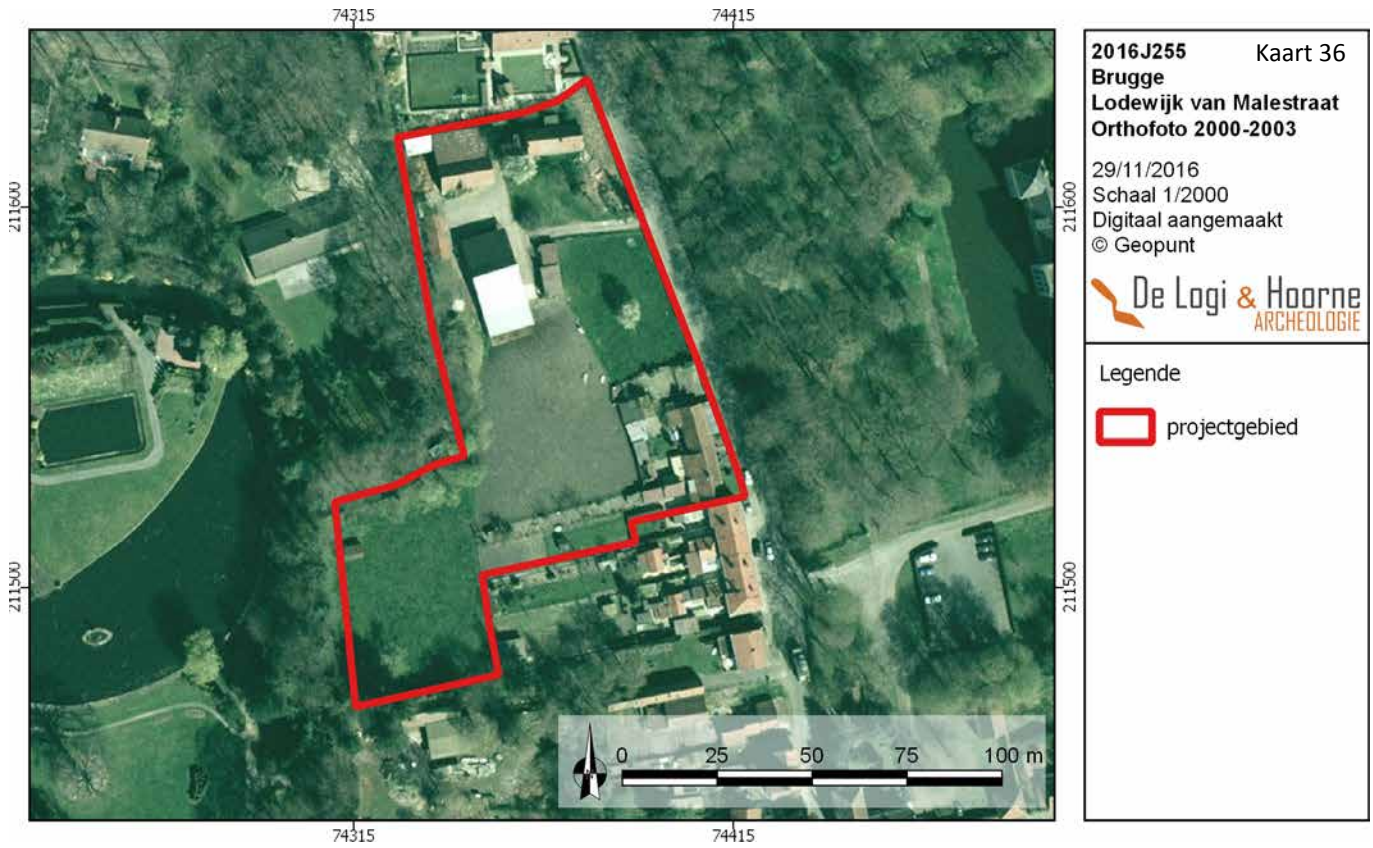 74315 74415
2016J255 Kaart 36
Brugge
Lodewijk van Malestraat
Orthofoto 2000-2003
29/11/2016
Schaal 1/2000
Digitaal aangemaakt
© Geopunt
De Logi & Hoorne
ARCHEOLOGIE
Legende
projectgebied
211600 211600
211500 211500
0 25 50 75 100 m
74315 74415